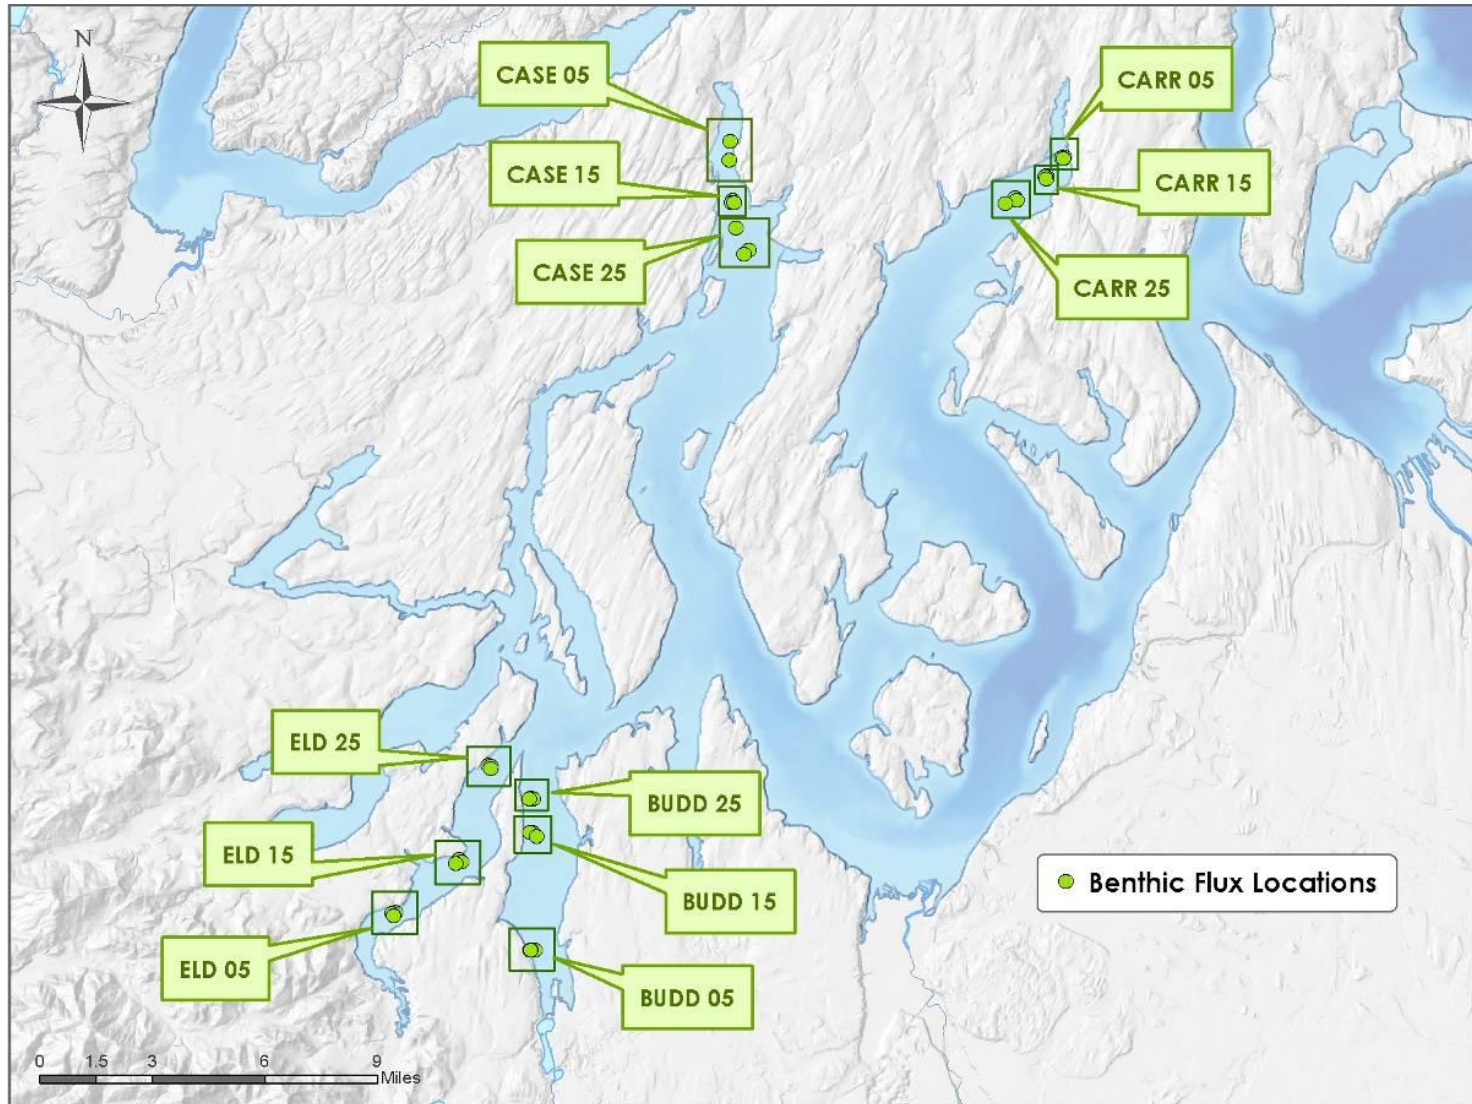 N
CASE 05
CARR 05
CASE 15
CARR 15
CASE 25
CARR 25
ELD 25
BUDD 25
ELD 15
Benthic Flux Locations
BUDD 15
ELD 05
BUDD 05
0 1.5 3 6 9
Miles